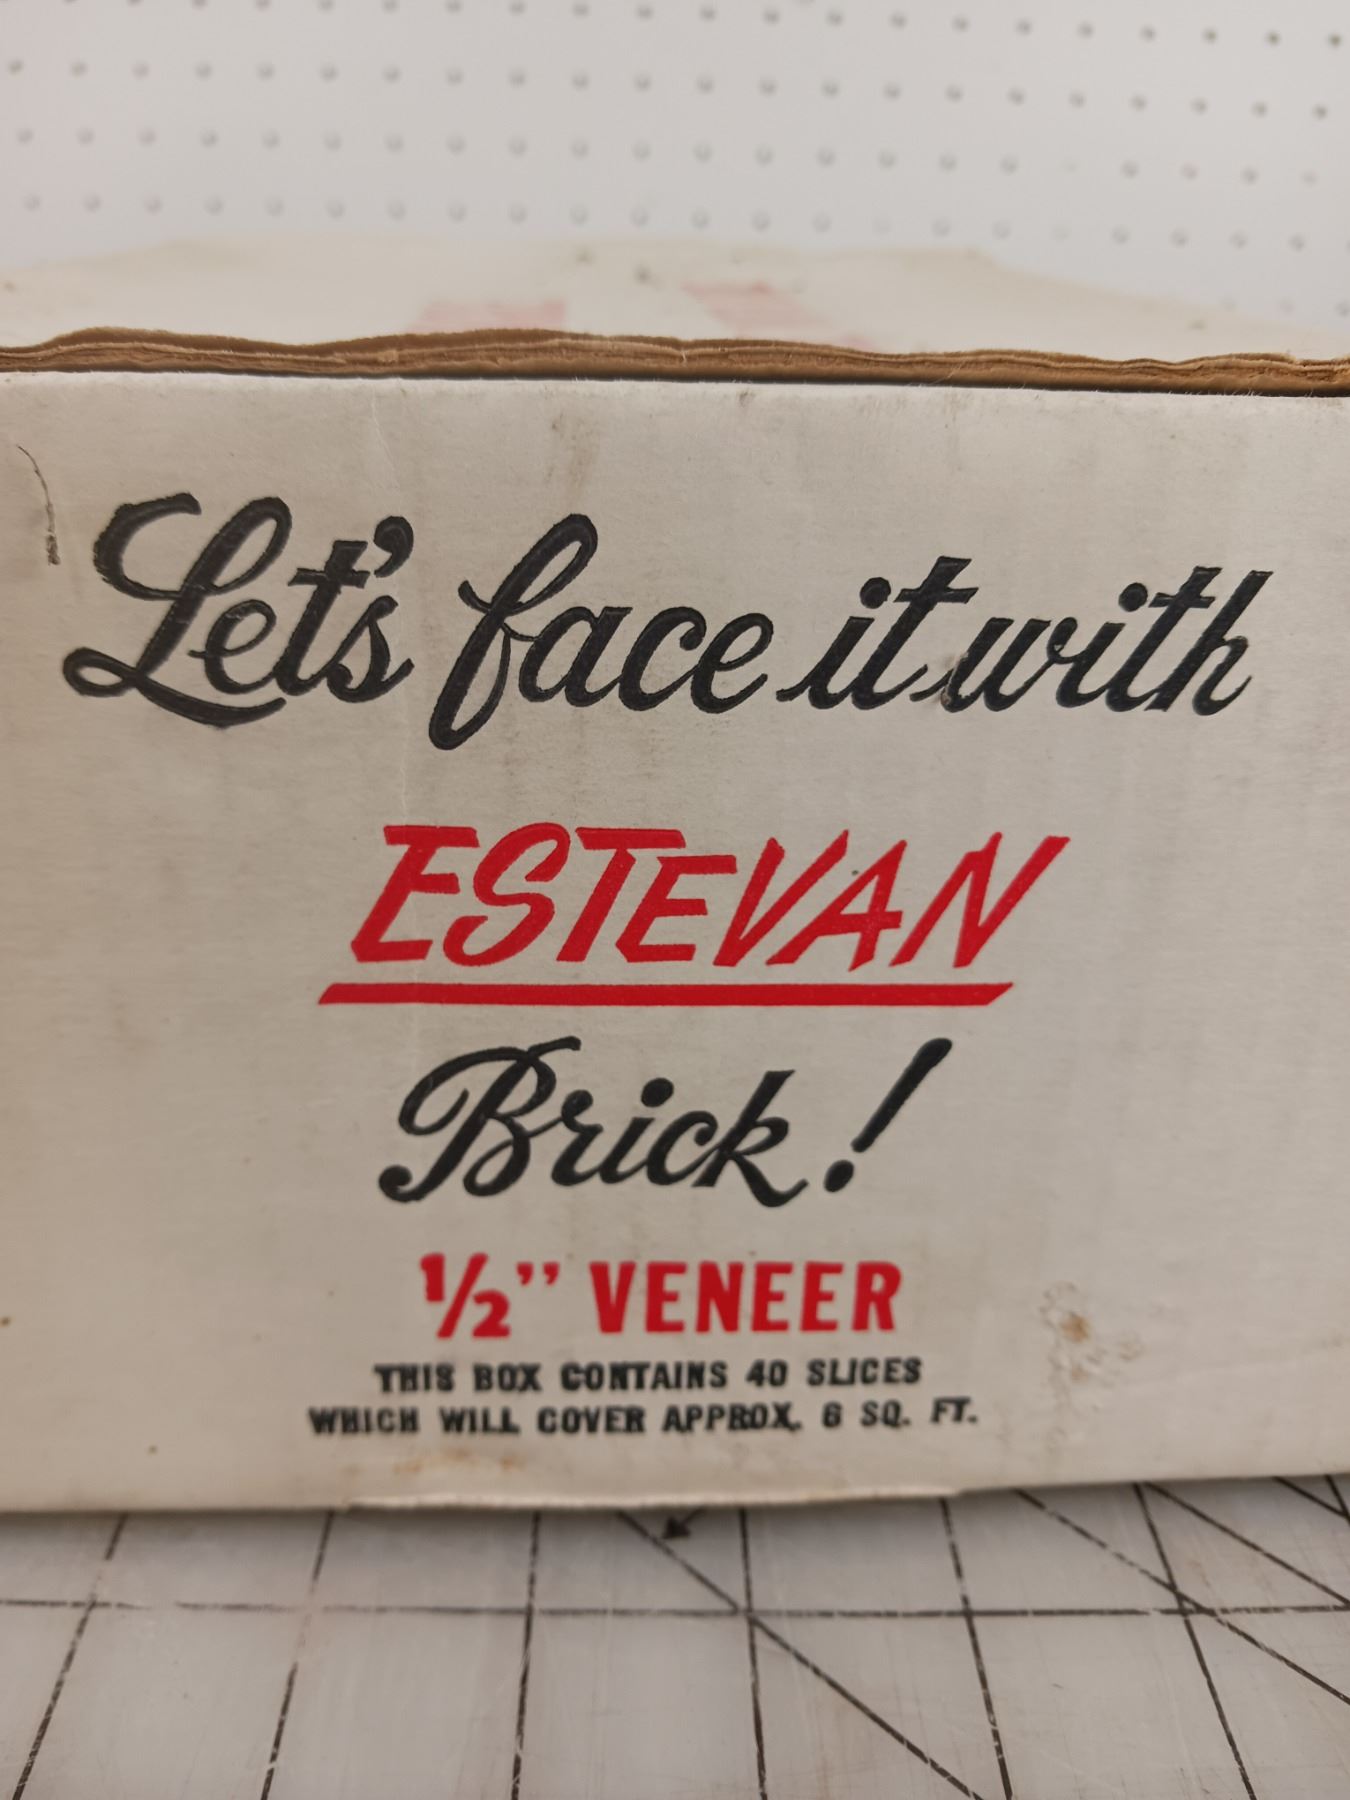 Let's face it with
ESTEVAN
Brick!
½" VENEER
THIS BOX CONTAINS 40 SLICES
WHICH WILL COVER APPROX. 6 SQ. FT.